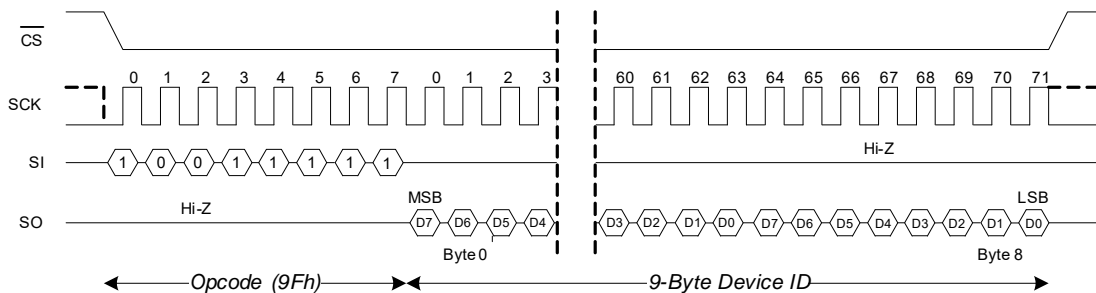 CS
0 1 2 3 4 5 6 7 0 1 2 3 60 61 62 63 64 65 66 67 68 69 70 71
SCK
Hi-Z
SI 1 0 0 1 1 1 1 1
Hi-Z MSB LSB
SO D7 D6 D5 D4 D3 D2 D1 D0 D7 D6 D5 D4 D3 D2 D1 D0
Byte 0 Byte 8
Opcode (9Fh) 9-Byte Device ID